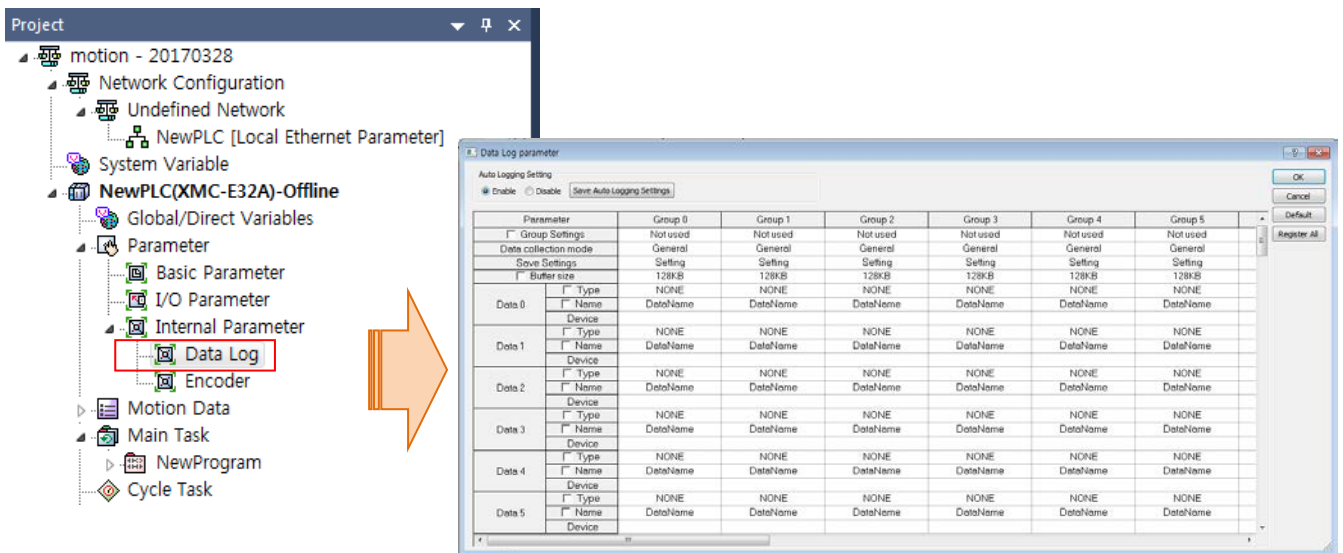 Project
motion - 20170328
Network Configuration
Undefined Network
NewPLC [Local Ethernet Parameter]
System Variable
NewPLC(XMC-E32A)-Offline
Global/Direct Variables
Parameter
Basic Parameter
I/O Parameter
Internal Parameter
Data Log
Encoder
Motion Data
Main Task
NewProgram
Cycle Task
Data Log parameter
Auto Logging Setting
Enable Disable Save Auto Logging Settings
OK
Cancel
Default
Register All
Parameter Group 0 Group 1 Group 2 Group 3 Group 4 Group 5
Group Settings Not used Not used Not used Not used Not used Not used
Data collection mode General General General General General General
Save Settings Setting Setting Setting Setting Setting Setting
Buffer size 128KB 128KB 128KB 128KB 128KB 128KB
Data 0 Type NONE NONE NONE NONE NONE NONE
Name DataName DataName DataName DataName DataName DataName
Device
Data 1 Type NONE NONE NONE NONE NONE NONE
Name DataName DataName DataName DataName DataName DataName
Device
Data 2 Type NONE NONE NONE NONE NONE NONE
Name DataName DataName DataName DataName DataName DataName
Device
Data 3 Type NONE NONE NONE NONE NONE NONE
Name DataName DataName DataName DataName DataName DataName
Device
Data 4 Type NONE NONE NONE NONE NONE NONE
Name DataName DataName DataName DataName DataName DataName
Device
Data 5 Type NONE NONE NONE NONE NONE NONE
Name DataName DataName DataName DataName DataName DataName
Device